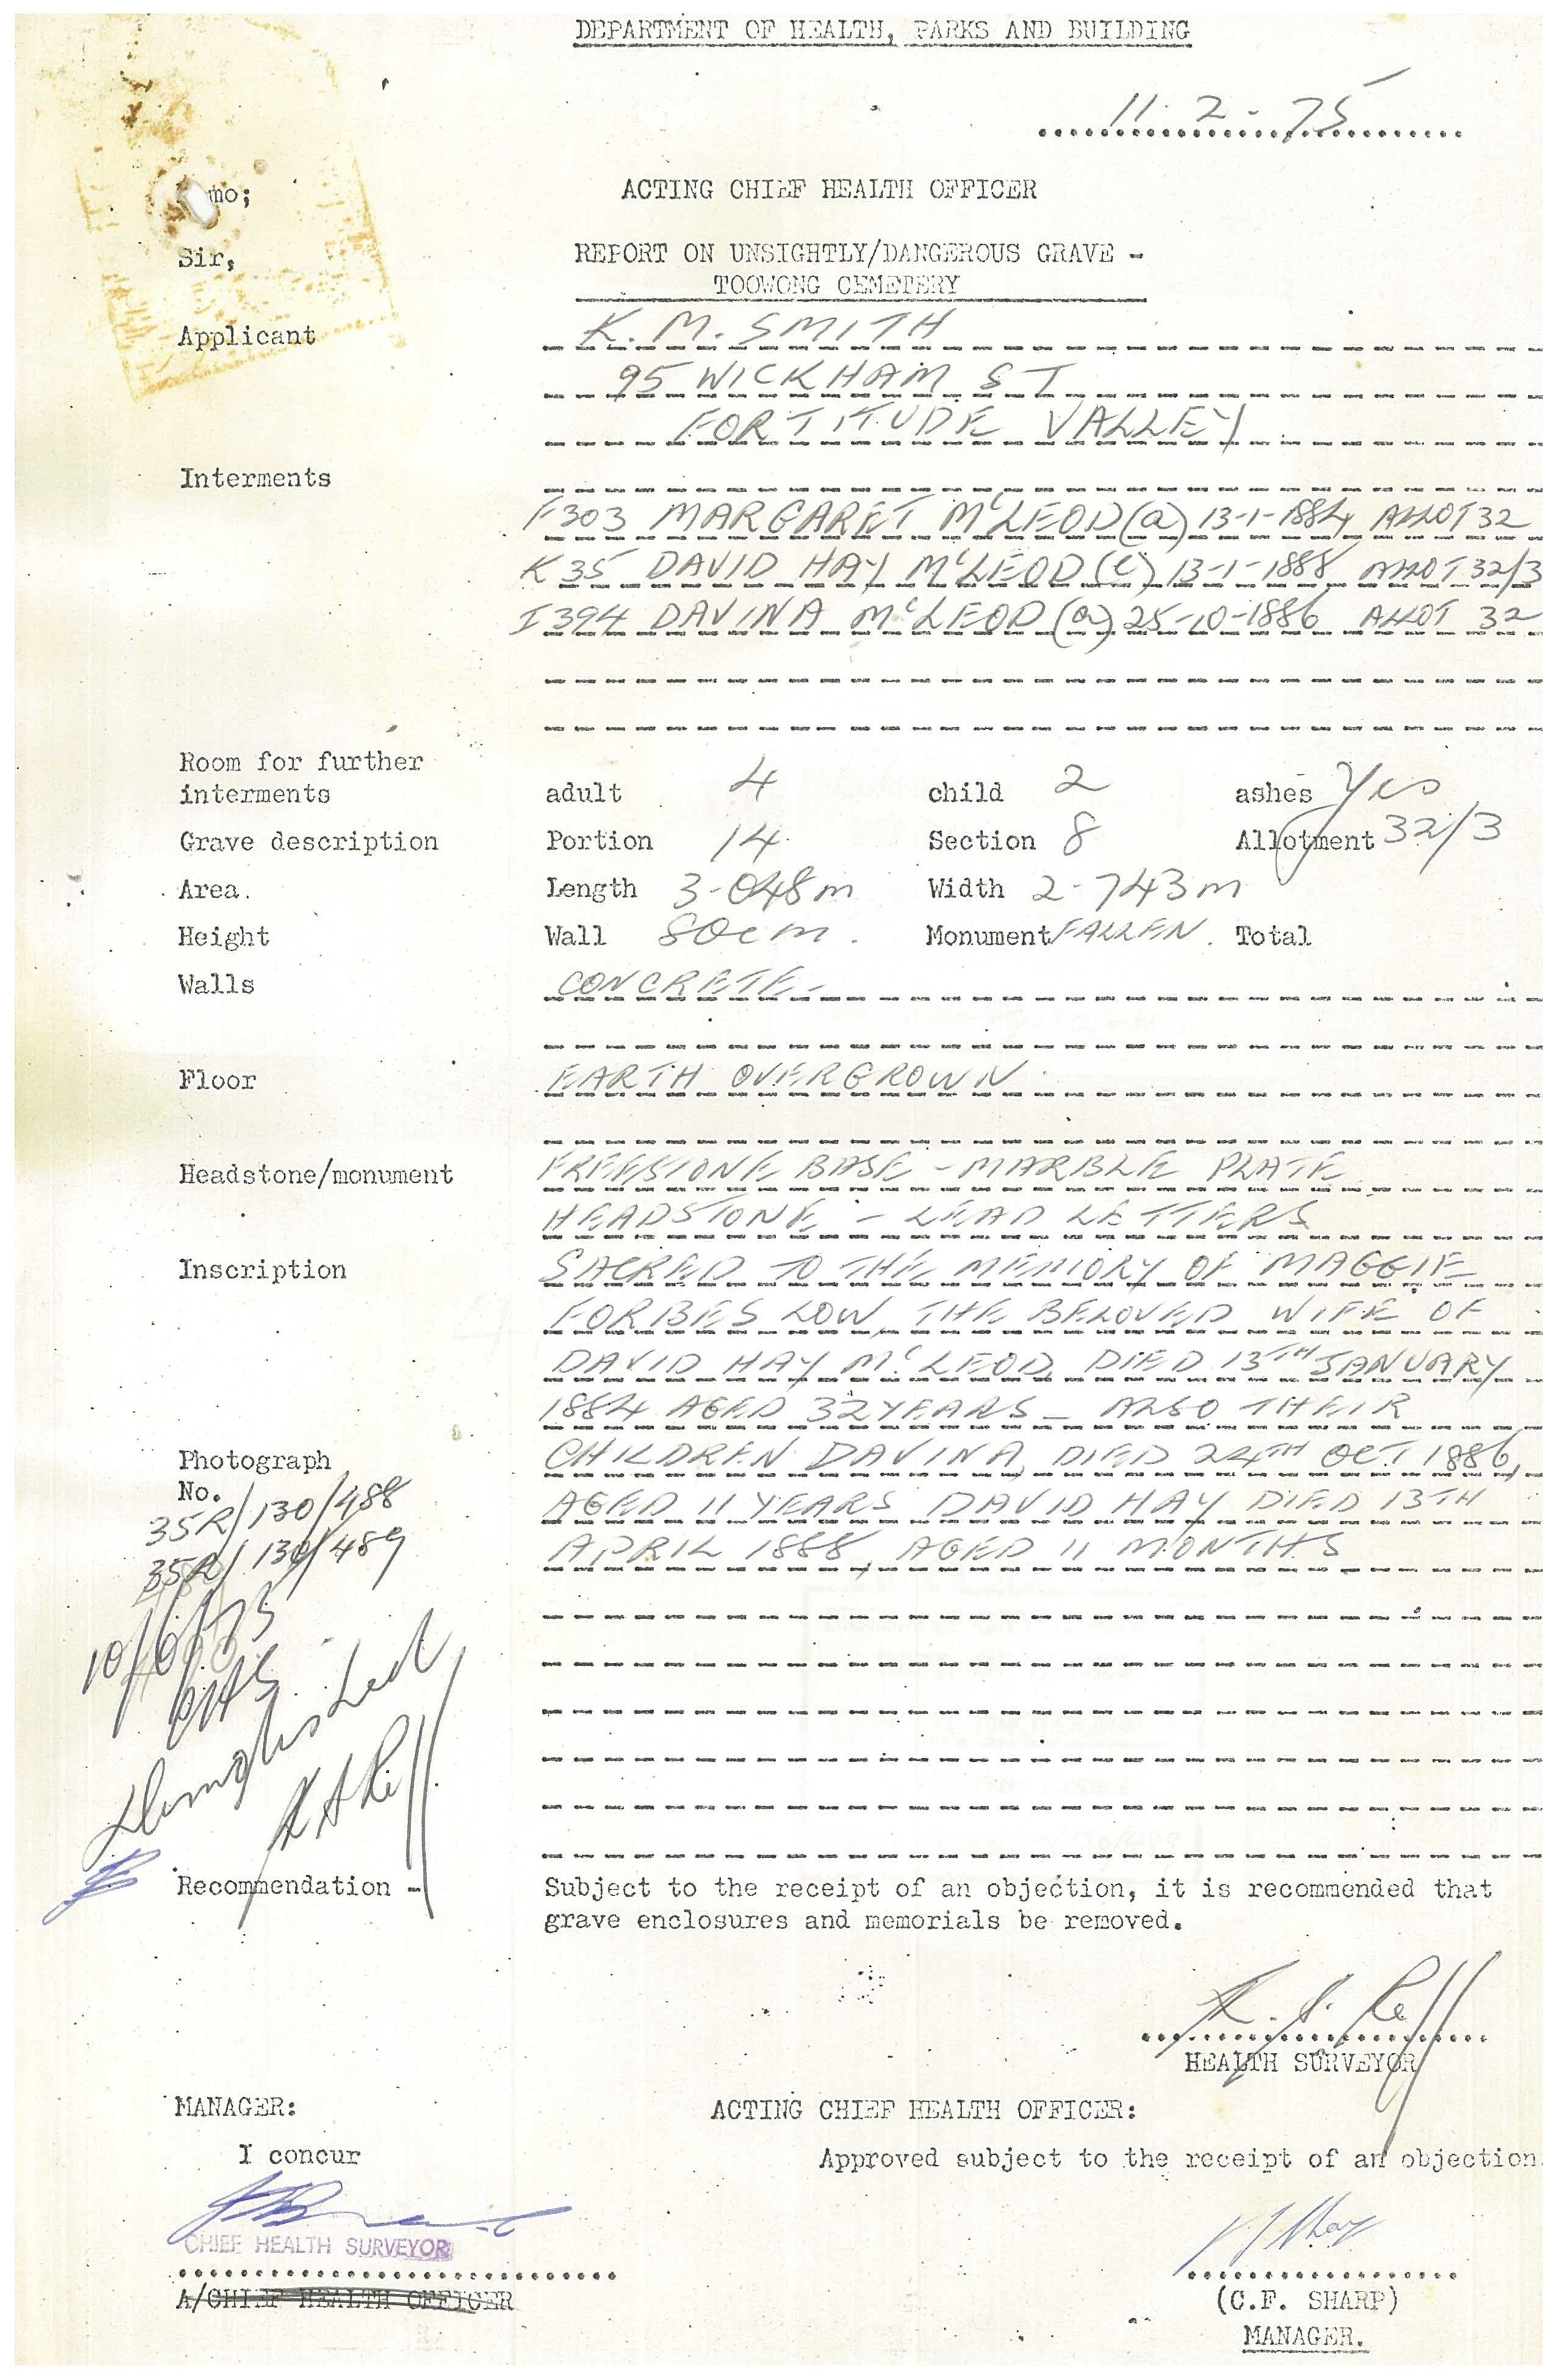 DEPARTMENT OF HEALTH, PARKS AND BUILDING
11-2-75
mo;
ACTING CHIEF HEALTH OFFICER
Sir,
REPORT ON UNSIGHTLY/DANGEROUS GRAVE -
TOOWONG CEMETERY
Applicant K. M. SMITH
95 WICKHAM ST
FORTITUDE VALLEY
Interments
F303 MARGARET McLEOD (a) 13-1-1884 ALLOT 32
K35 DAVID HAY McLEOD (c) 13-1-1888 ALLOT 32/3
I394 DAVINA McLEOD (a) 25-10-1886 ALLOT 32
Room for further
interments adult 4 child 2 ashes Yes
Grave description Portion 14 Section 8 Allotment 32/3
Area. Length 3-048m Width 2-743m
Height Wall 80cm. Monument FALLEN. Total
Walls CONCRETE-
Floor EARTH OVERGROWN.
Headstone/monument FREESTONE BASE - MARBLE PLATE
HEADSTONE - LEAD LETTERS
Inscription SACRED TO THE MEMORY OF MAGGIE
FORBES LOW, THE BELOVED WIFE OF
DAVID HAY McLEOD, DIED 13TH JANUARY
1884 AGED 32 YEARS - ALSO THEIR
CHILDREN DAVINA, DIED 24TH OCT 1886,
AGED 11 YEARS DAVID HAY DIED 13TH
APRIL 1888, AGED 11 MONTHS
Photograph
No.
35R/130/488
35R/130/489
10/6/75
Demolished
Recommendation - Subject to the receipt of an objection, it is recommended that
grave enclosures and memorials be removed.
HEALTH SURVEYOR
MANAGER: ACTING CHIEF HEALTH OFFICER:
I concur Approved subject to the receipt of an objection.
CHIEF HEALTH SURVEYOR
A/CHIEF HEALTH OFFICER
(C.F. SHARP)
MANAGER.